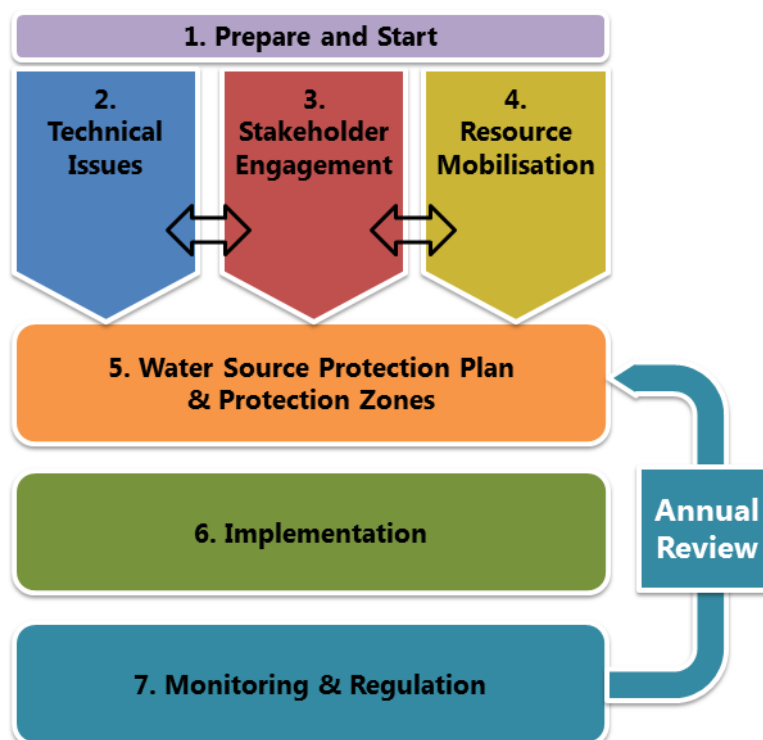 1. Prepare and Start
2.
Technical
Issues
3.
Stakeholder
Engagement
4.
Resource
Mobilisation
5. Water Source Protection Plan
& Protection Zones
6. Implementation
Annual
Review
7. Monitoring & Regulation